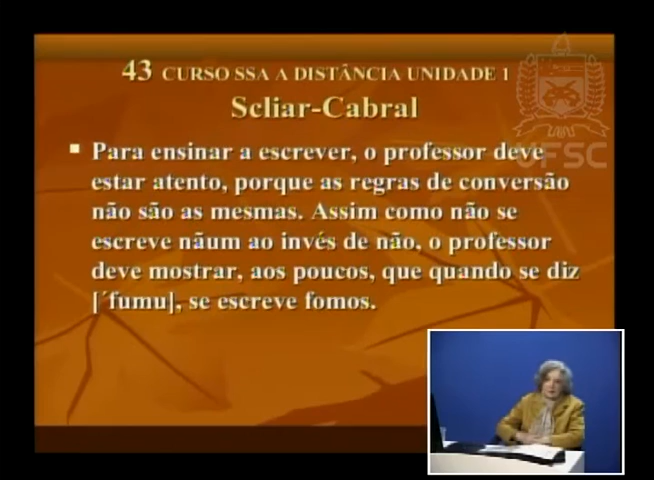 43 CURSO SSA A DISTÂNCIA UNIDADE 1
Scliar-Cabral
Para ensinar a escrever, o professor deve
estar atento, porque as regras de conversão
não são as mesmas. Assim como não se
escreve nãum ao invés de não, o professor
deve mostrar, aos poucos, que quando se diz
[´fumu], se escreve fomos.
UFSC